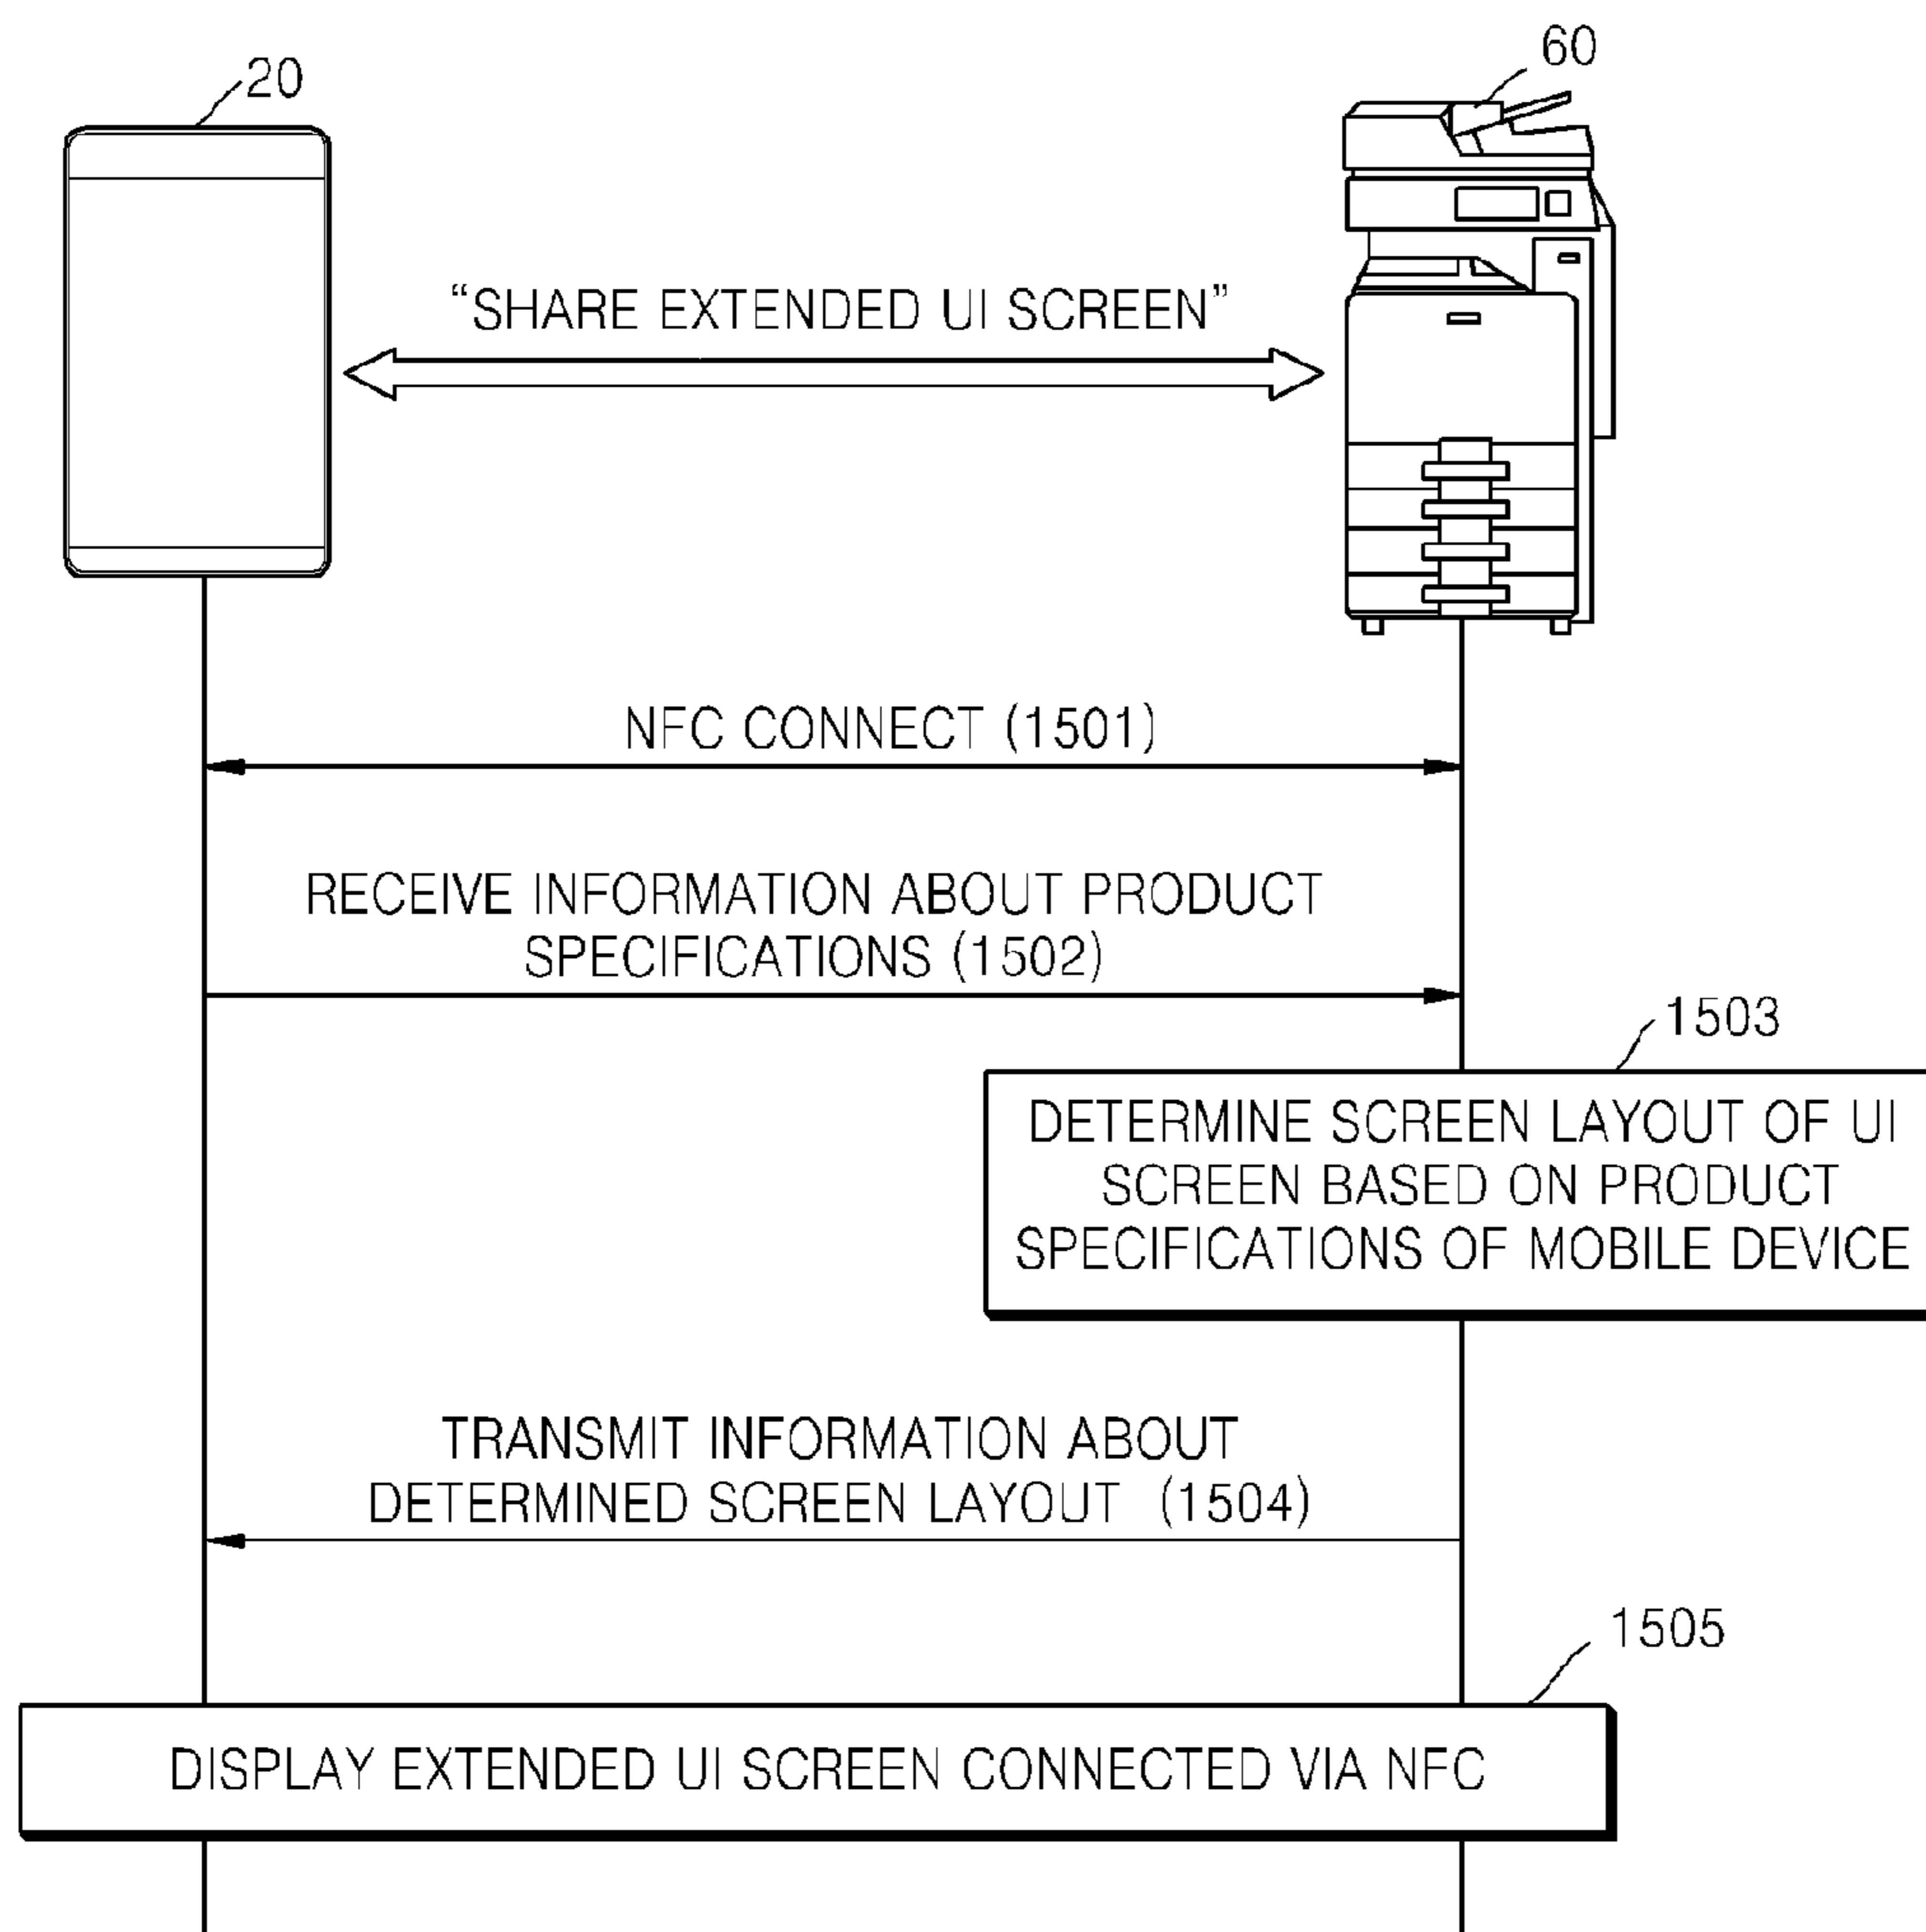 20
60
“SHARE EXTENDED UI SCREEN”
NFC CONNECT (1501)
RECEIVE INFORMATION ABOUT PRODUCT
SPECIFICATIONS (1502)
1503
DETERMINE SCREEN LAYOUT OF UI
SCREEN BASED ON PRODUCT
SPECIFICATIONS OF MOBILE DEVICE
TRANSMIT INFORMATION ABOUT
DETERMINED SCREEN LAYOUT (1504)
1505
DISPLAY EXTENDED UI SCREEN CONNECTED VIA NFC